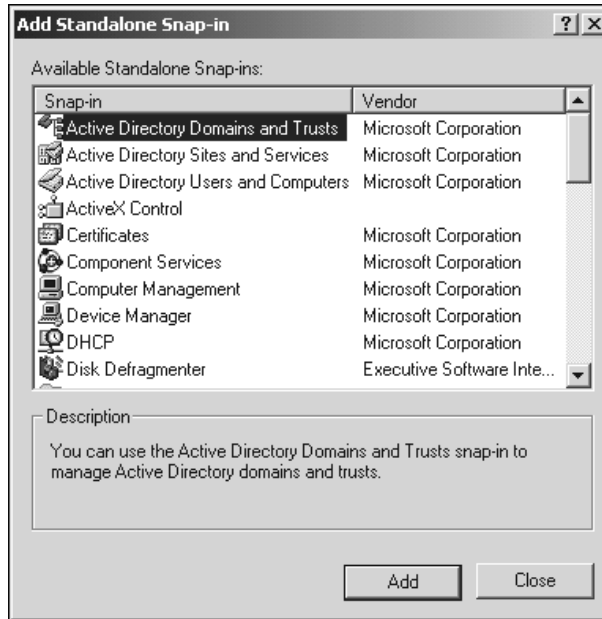 Add Standalone Snap-in
Available Standalone Snap-ins:
Snap-in Vendor
Active Directory Domains and Trusts Microsoft Corporation
Active Directory Sites and Services Microsoft Corporation
Active Directory Users and Computers Microsoft Corporation
ActiveX Control
Certificates Microsoft Corporation
Component Services Microsoft Corporation
Computer Management Microsoft Corporation
Device Manager Microsoft Corporation
DHCP Microsoft Corporation
Disk Defragmenter Executive Software Inte...
Description
You can use the Active Directory Domains and Trusts snap-in to
manage Active Directory domains and trusts.
Add Close